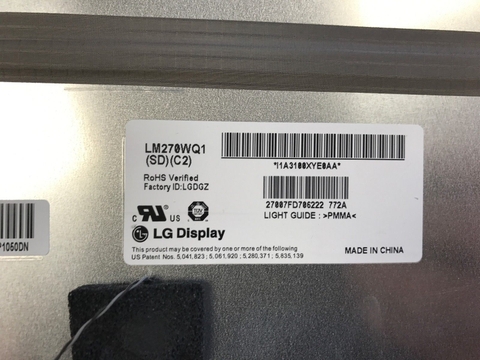 LM270WQ1
(SD)(C2)
*I1A3100XYE0AA*
RoHS Verified
Factory ID:LGDGZ
27007FD706222 772A
LIGHT GUIDE : >PMMA<
c RU US
LG Display
This product may be covered by one or more of the following
US Patent Nos. 5,041,823 ; 5,061,920 ; 5,280,371 ; 5,835,139
MADE IN CHINA
1050DN